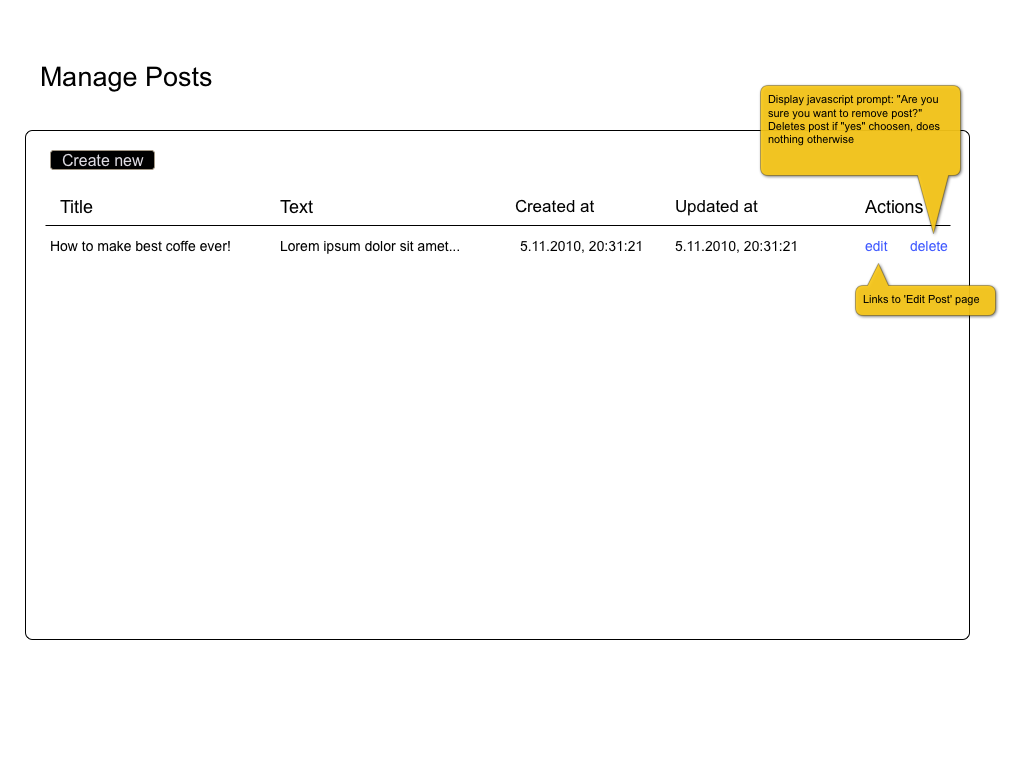 Manage Posts
Display javascript prompt: "Are you
sure you want to remove post?"
Deletes post if "yes" choosen, does
nothing otherwise
Create new
Title Text Created at Updated at Actions
How to make best coffe ever! Lorem ipsum dolor sit amet... 5.11.2010, 20:31:21 5.11.2010, 20:31:21 edit delete
Links to 'Edit Post' page